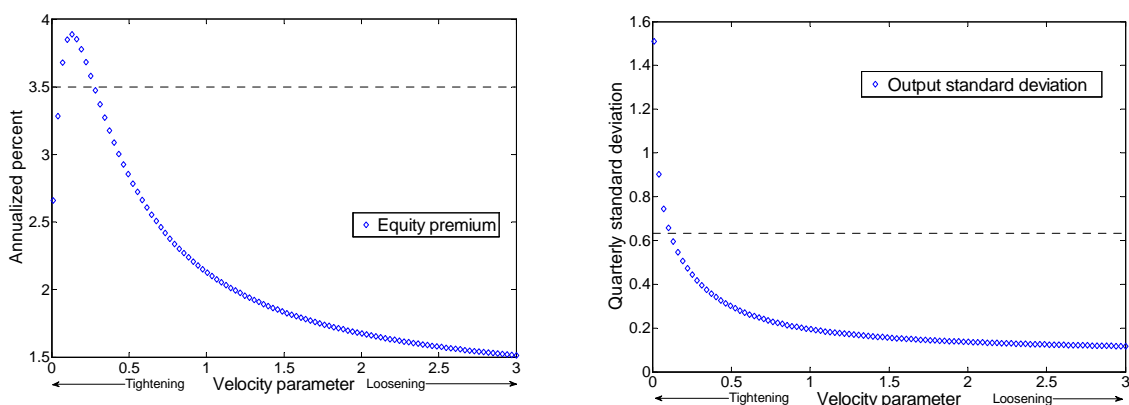 4
3.5
3
2.5
2
1.5
Annualized percent
Equity premium
0 0.5 1 1.5 2 2.5 3
Tightening Velocity parameter Loosening
1.6
1.4
1.2
1
0.8
0.6
0.4
0.2
0
Quarterly standard deviation
Output standard deviation
0 0.5 1 1.5 2 2.5 3
Tightening Velocity parameter Loosening